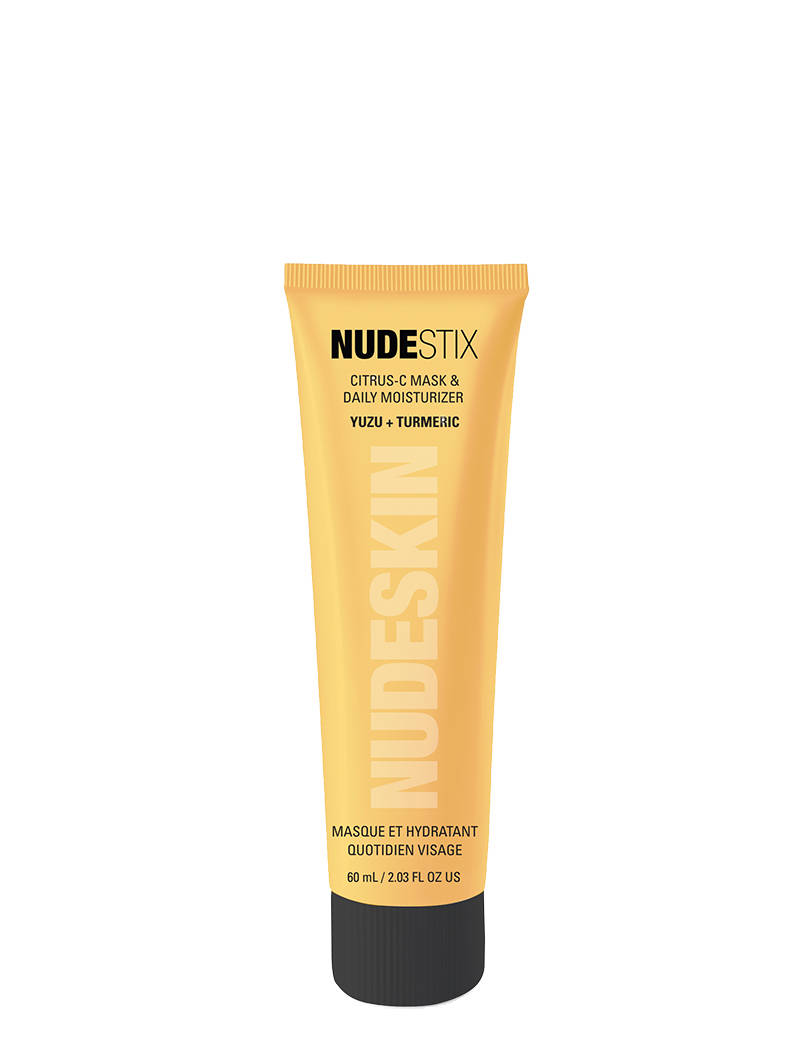 NUDESTIX
CITRUS-C MASK &
DAILY MOISTURIZER
YUZU + TURMERIC
NUDESKIN
MASQUE ET HYDRATANT
QUOTIDIEN VISAGE
60 mL / 2.03 FL OZ US